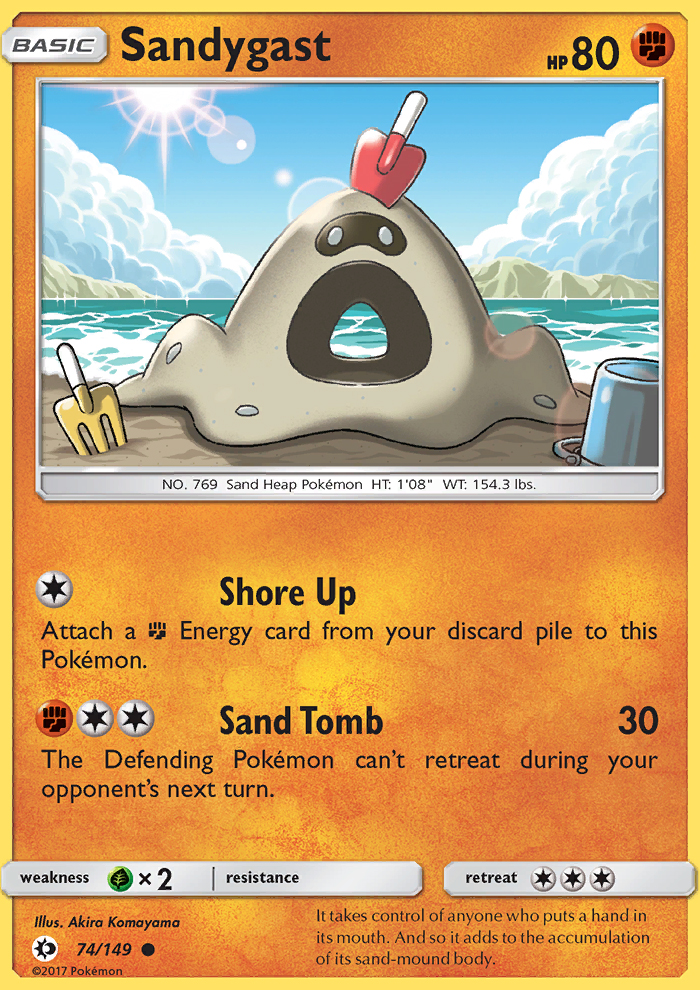 BASIC Sandygast HP 80
NO. 769 Sand Heap Pokémon HT: 1'08" WT: 154.3 lbs.
Shore Up
Attach a Energy card from your discard pile to this
Pokémon.
Sand Tomb 30
The Defending Pokémon can't retreat during your
opponent's next turn.
weakness ×2 resistance retreat
Illus. Akira Komayama
74/149
©2017 Pokémon
It takes control of anyone who puts a hand in
its mouth. And so it adds to the accumulation
of its sand-mound body.